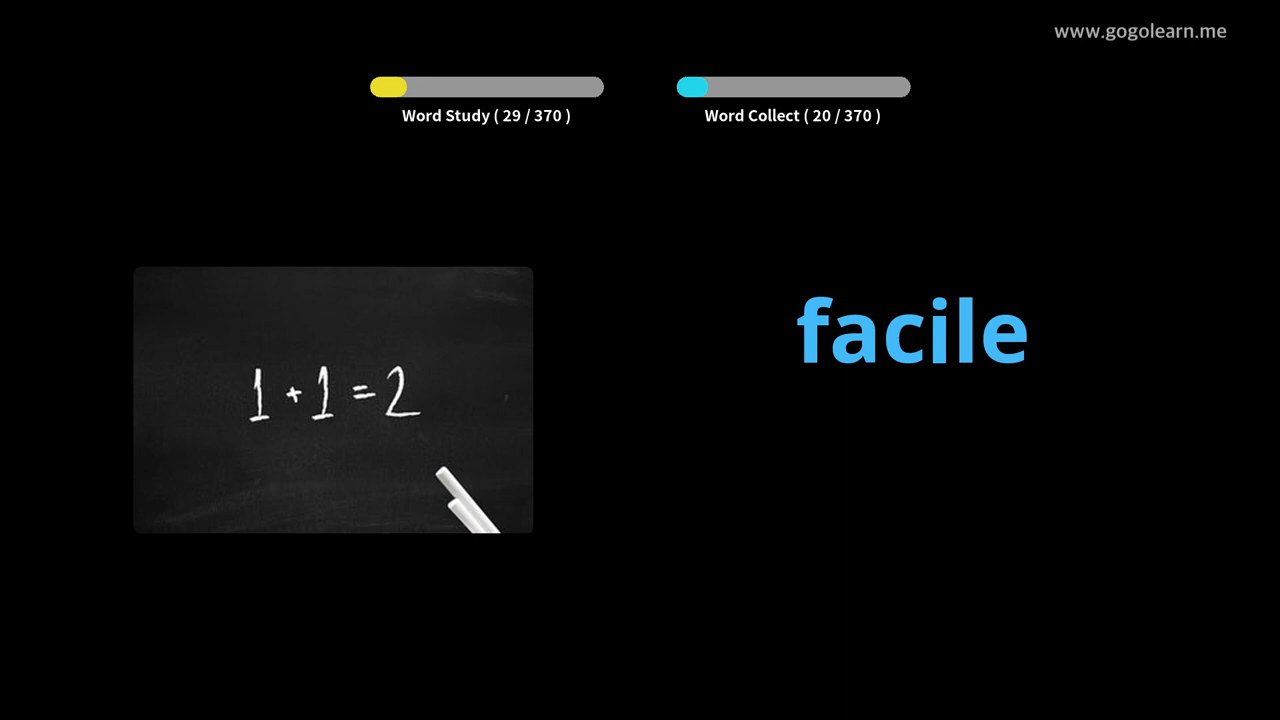 www.gogolearn.me
Word Study ( 29 / 370 )
Word Collect ( 20 / 370 )
facile
1 + 1 = 2